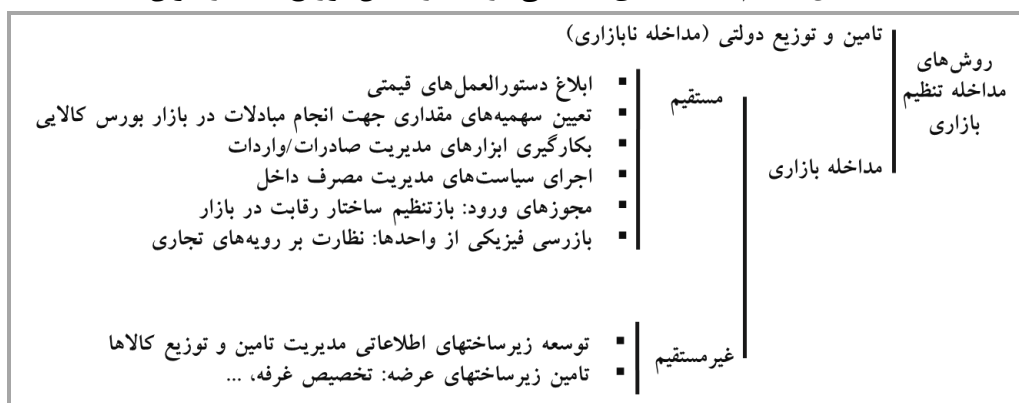 روش‌های
مداخله تنظیم
بازاری
تامین و توزیع دولتی (مداخله نابازاری)
مداخله بازاری
مستقیم
▪ ابلاغ دستورالعمل‌های قیمتی
▪ تعیین سهمیه‌های مقداری جهت انجام مبادلات در بازار بورس کالایی
▪ بکارگیری ابزارهای مدیریت صادرات/واردات
▪ اجرای سیاست‌های مدیریت مصرف داخل
▪ مجوزهای ورود: بازتنظیم ساختار رقابت در بازار
▪ بازرسی فیزیکی از واحدها: نظارت بر رویه‌های تجاری
غیرمستقیم
▪ توسعه زیرساختهای اطلاعاتی مدیریت تامین و توزیع کالاها
▪ تامین زیرساختهای عرضه: تخصیص غرفه، ...